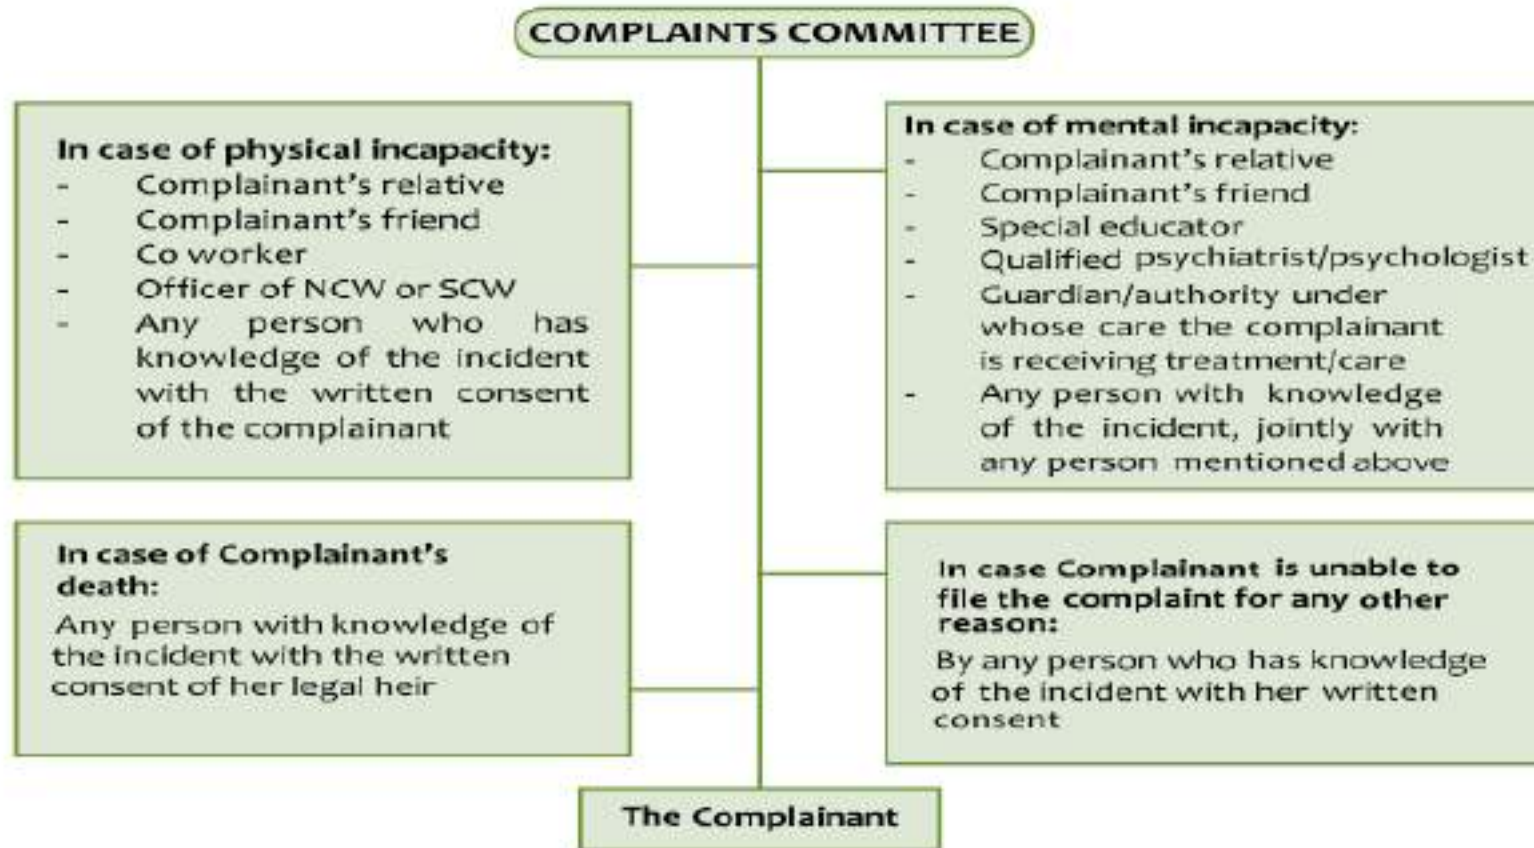 COMPLAINTS COMMITTEE
In case of physical incapacity:
- Complainant's relative
- Complainant's friend
- Co worker
- Officer of NCW or SCW
- Any person who has
knowledge of the incident
with the written consent
of the complainant
In case of mental incapacity:
- Complainant's relative
- Complainant's friend
- Special educator
- Qualified psychiatrist/psychologist
- Guardian/authority under
whose care the complainant
is receiving treatment/care
- Any person with knowledge
of the incident, jointly with
any person mentioned above
In case of Complainant's
death:
Any person with knowledge of
the incident with the written
consent of her legal heir
In case Complainant is unable to
file the complaint for any other
reason:
By any person who has knowledge
of the incident with her written
consent
The Complainant